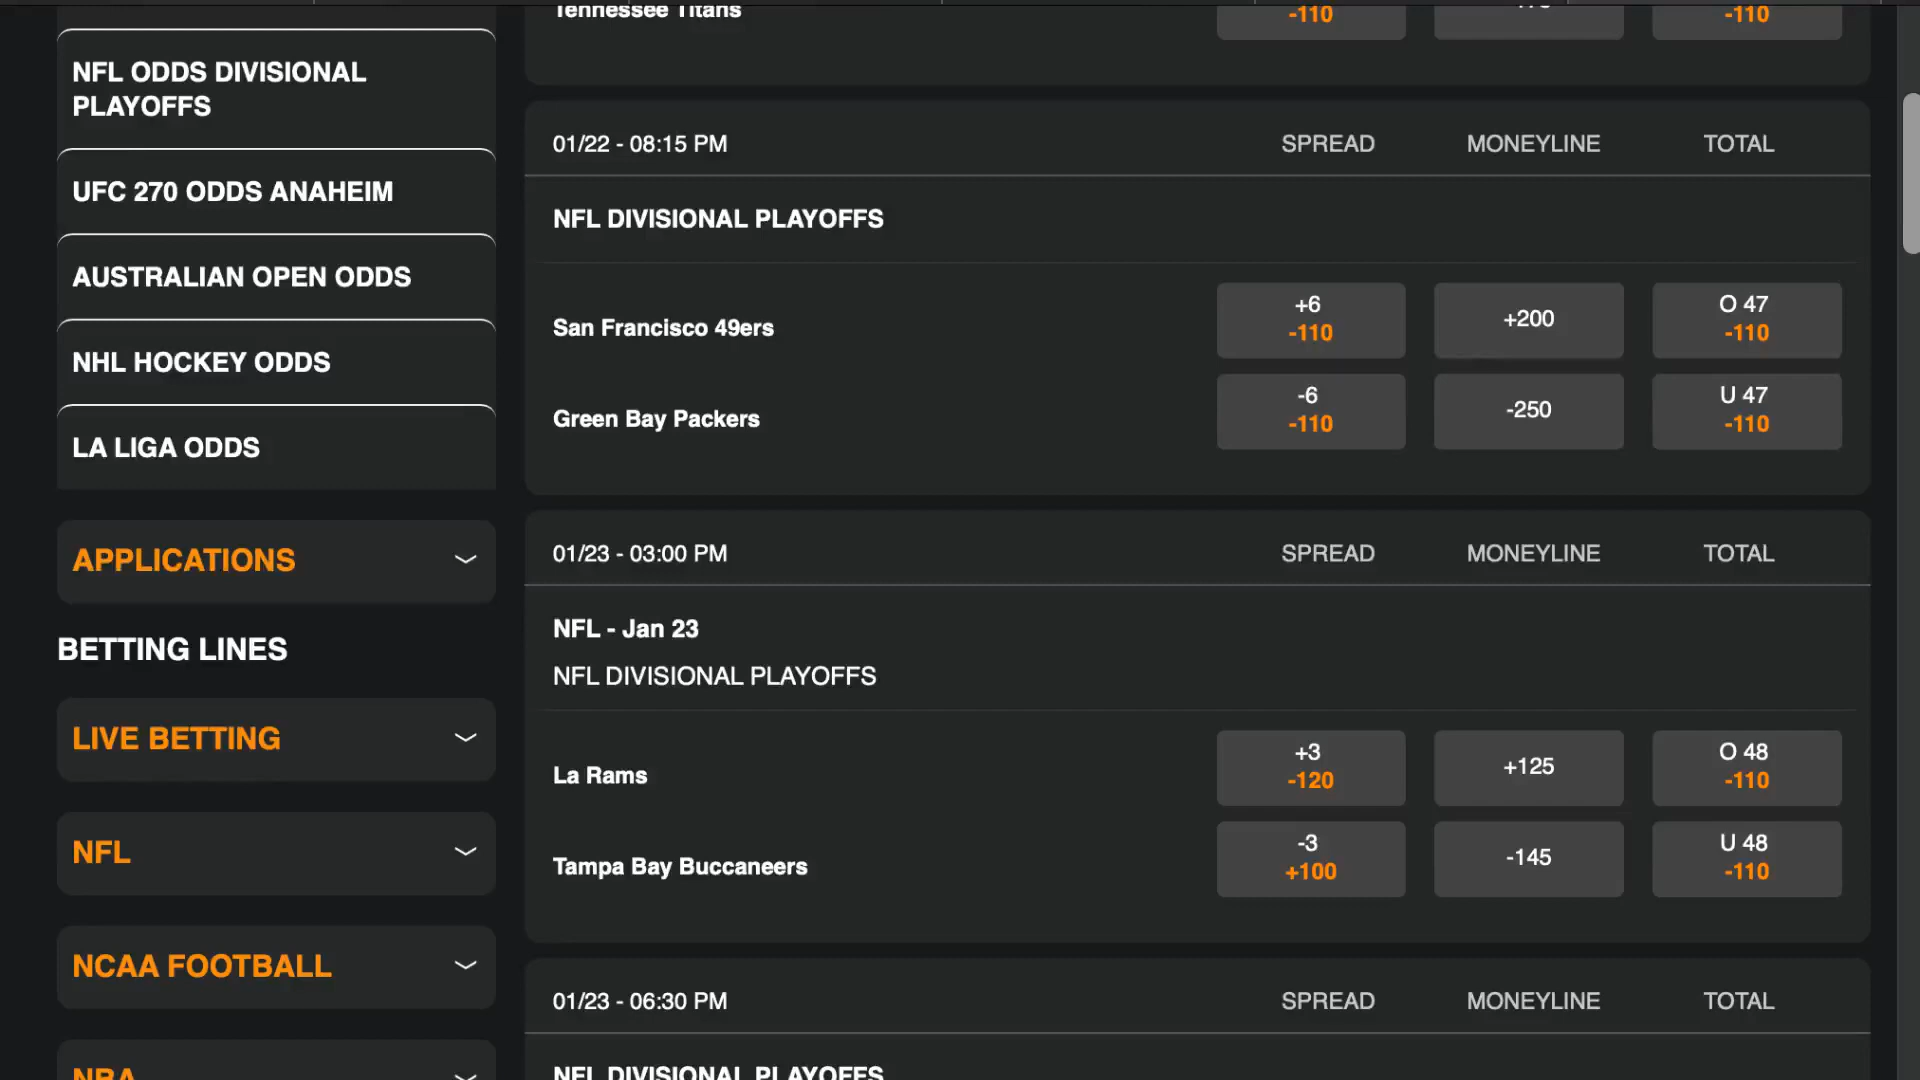 NFL ODDS DIVISIONAL
PLAYOFFS
UFC 270 ODDS ANAHEIM
AUSTRALIAN OPEN ODDS
NHL HOCKEY ODDS
LA LIGA ODDS
APPLICATIONS
BETTING LINES
LIVE BETTING
NFL
NCAA FOOTBALL
NBA
Tennessee Titans
-110
-110
01/22 - 08:15 PM SPREAD MONEYLINE TOTAL
NFL DIVISIONAL PLAYOFFS
San Francisco 49ers
+6
-110
+200
O 47
-110
Green Bay Packers
-6
-110
-250
U 47
-110
01/23 - 03:00 PM SPREAD MONEYLINE TOTAL
NFL - Jan 23
NFL DIVISIONAL PLAYOFFS
La Rams
+3
-120
+125
O 48
-110
Tampa Bay Buccaneers
-3
+100
-145
U 48
-110
01/23 - 06:30 PM SPREAD MONEYLINE TOTAL
NFL DIVISIONAL PLAYOFFS